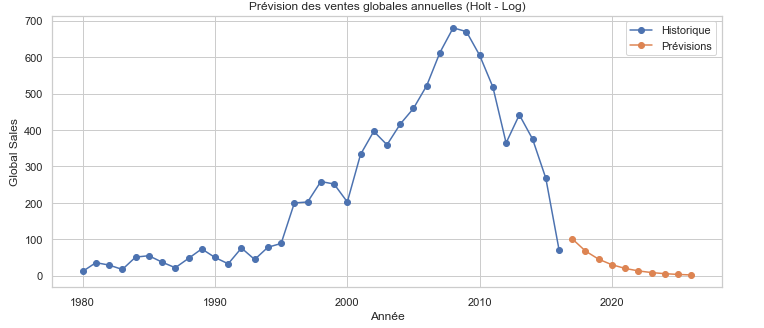 Prévision des ventes globales annuelles (Holt - Log)
Historique
Prévisions
700
600
500
400
300
200
100
0
Global Sales
1980 1990 2000 2010 2020
Année